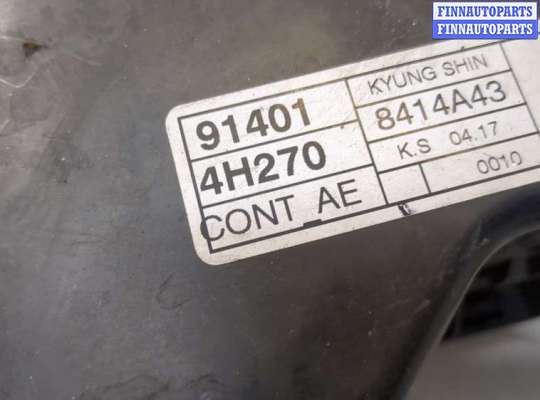 FINNAUTOPARTS
FINNAUTOPARTS
91401
4H270
CONT_AE
KYUNG SHIN
8414A43
K.S 04.17
0010